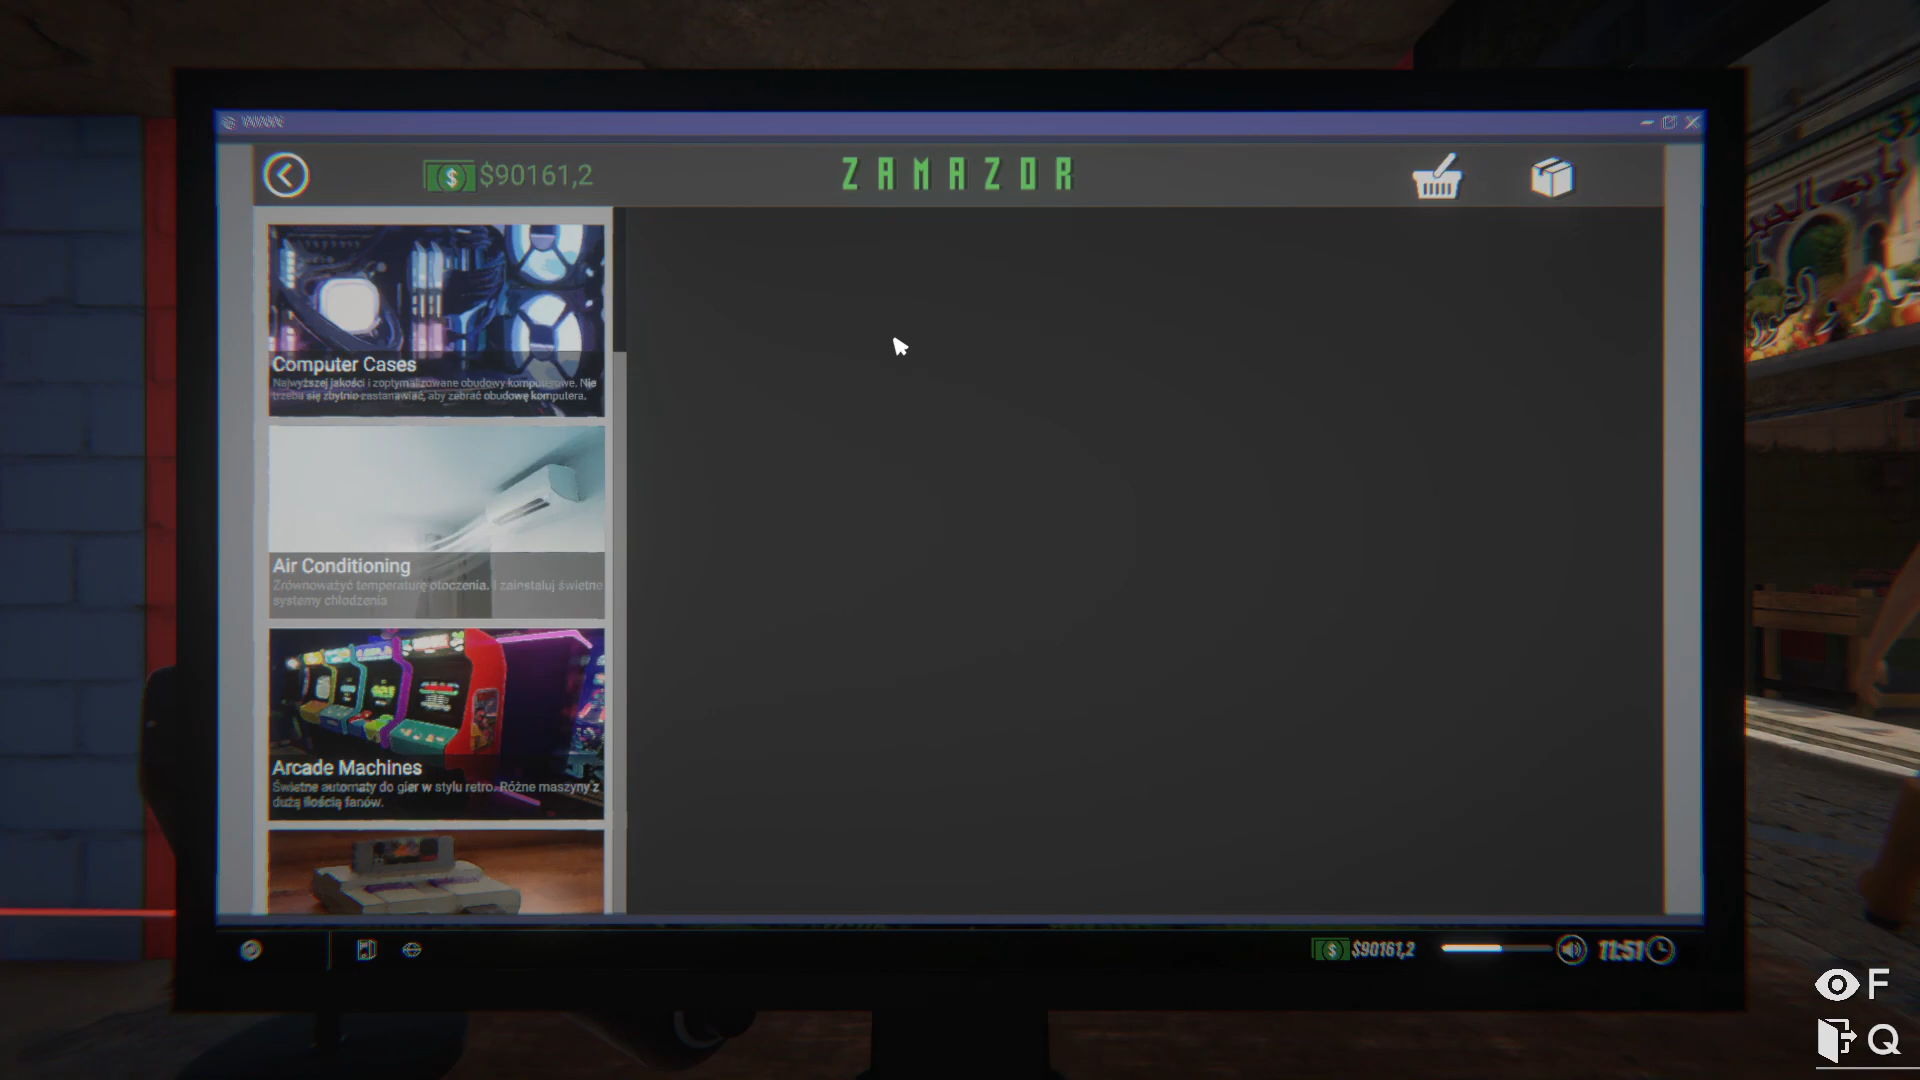 $90161,2
ZAMAZOR
Computer Cases
Najwyższej jakości i zoptymalizowane obudowy komputerowe. Nie
trzeba się zbytnio zastanawiać, aby zebrać obudowę komputera.
Air Conditioning
Zrównoważyć temperaturę otoczenia. I zainstaluj świetne
systemy chłodzenia
Arcade Machines
Świetne automaty do gier w stylu retro. Różne maszyny z
dużą ilością fanów.
$90161,2
11:51
F
Q